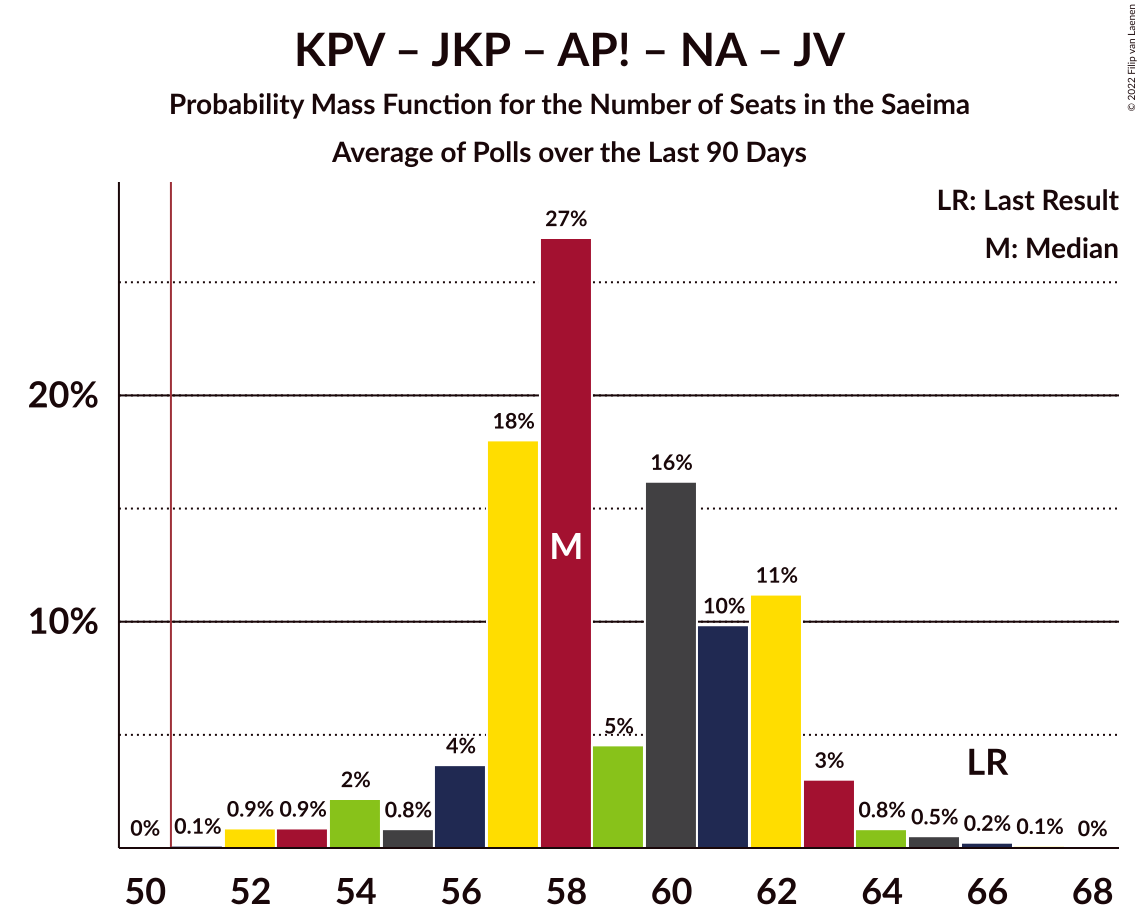 KPV – JKP – AP! – NA – JV
Probability Mass Function for the Number of Seats in the Saeima
Average of Polls over the Last 90 Days
© 2022 Filip van Laenen
LR: Last Result
M: Median
27%
20%
18%
16%
M
11%
10%
10%
5%
4%
LR
3%
2%
0% 0.1% 0.9% 0.9% 0.8% 0.8% 0.5% 0.2% 0.1% 0%
50 52 54 56 58 60 62 64 66 68